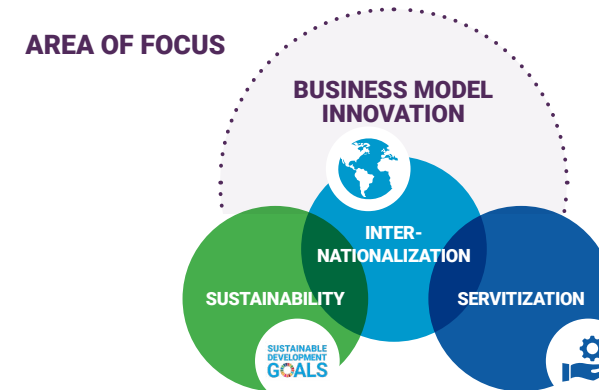 AREA OF FOCUS
BUSINESS MODEL
INNOVATION
INTER-
NATIONALIZATION
SUSTAINABILITY
SERVITIZATION
SUSTAINABLE
DEVELOPMENT
GOALS